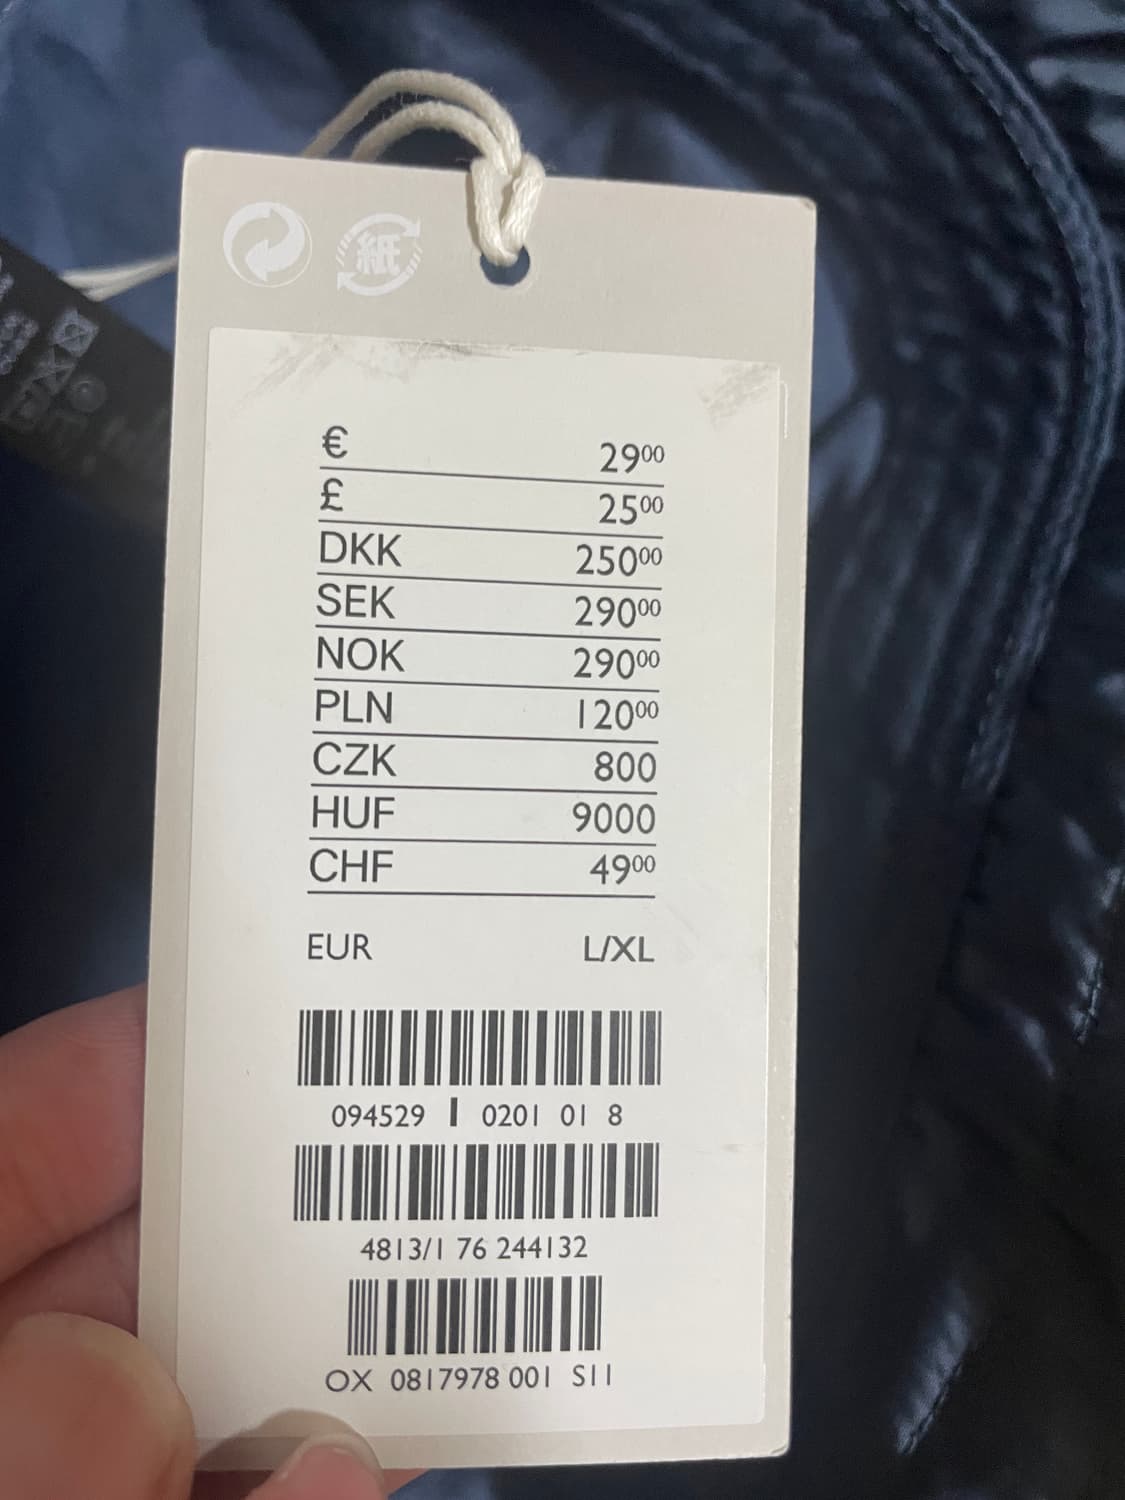 紙
€ 29⁰⁰
£ 25⁰⁰
DKK 250⁰⁰
SEK 290⁰⁰
NOK 290⁰⁰
PLN 120⁰⁰
CZK 800
HUF 9000
CHF 49⁰⁰
EUR L/XL
094529 I 0201 01 8
4813/1 76 244132
OX 0817978 001 S11